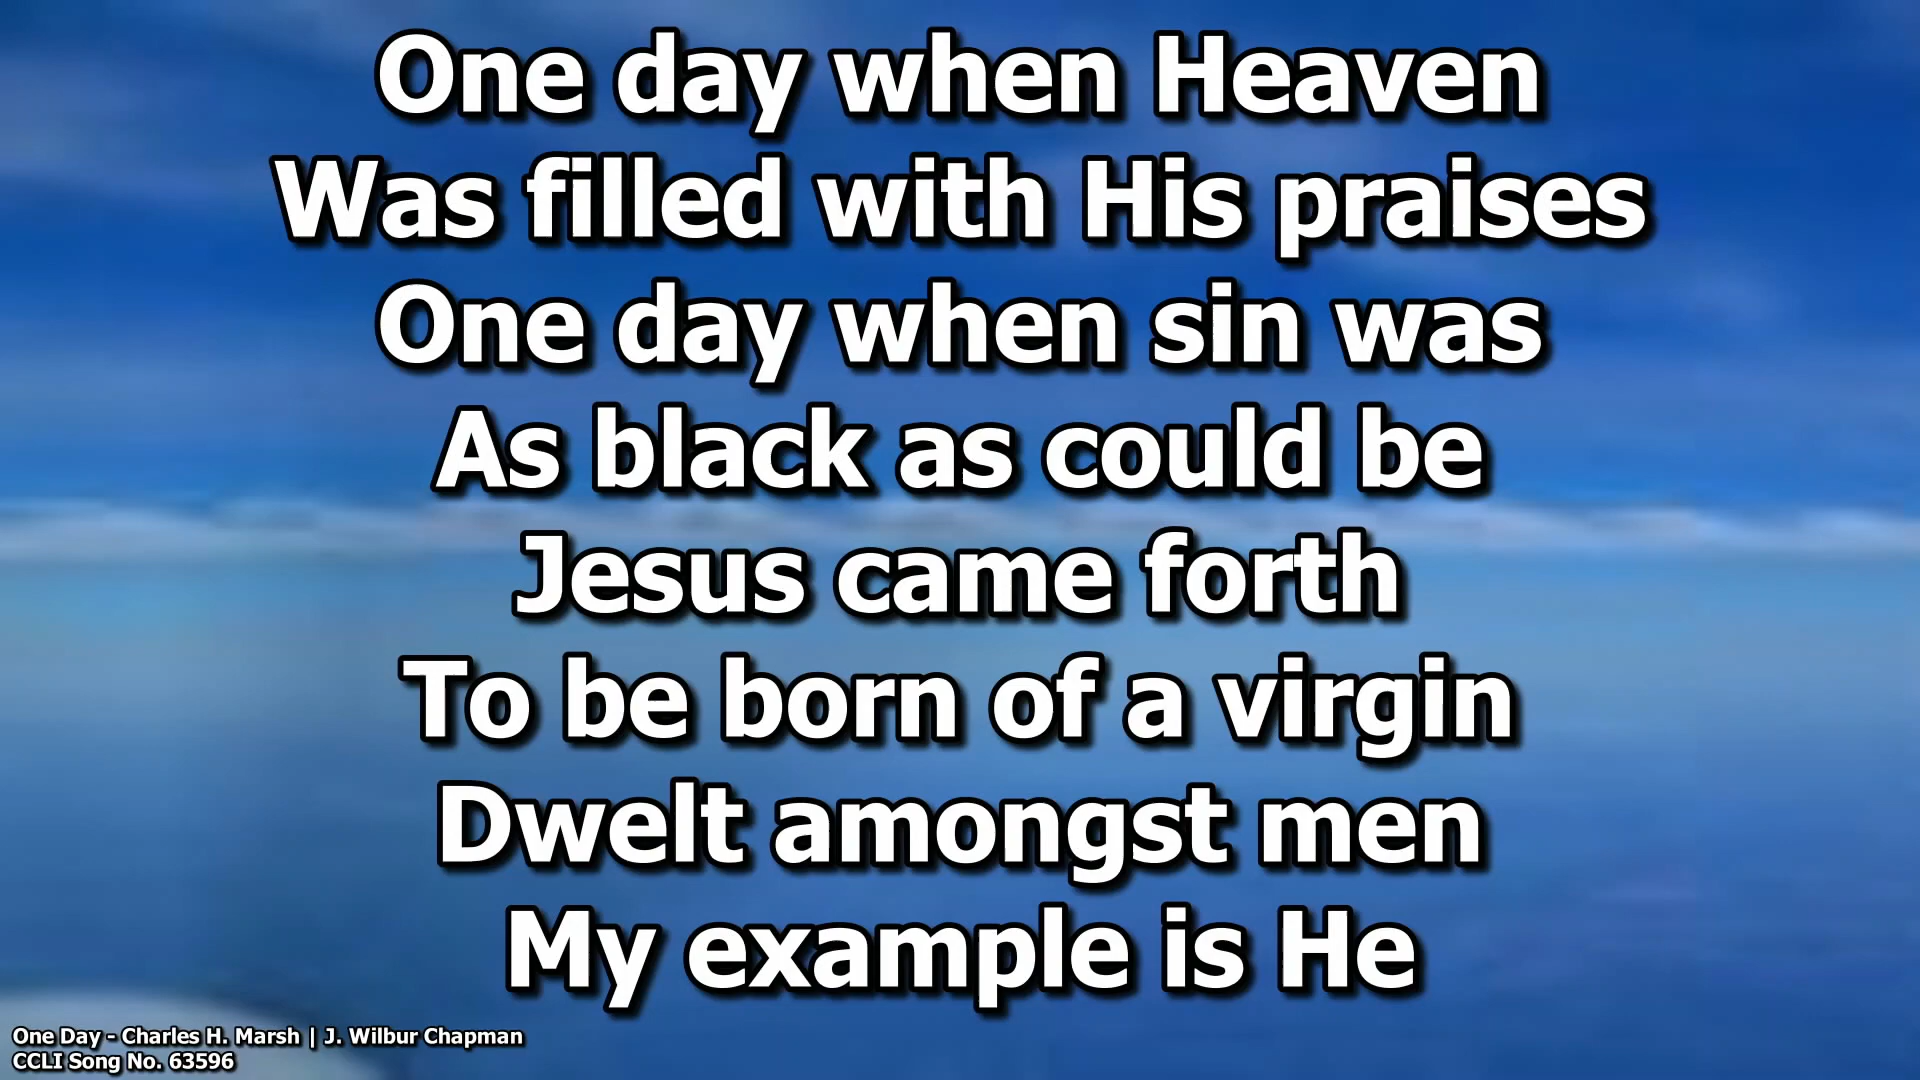 One day when Heaven
Was filled with His praises
One day when sin was
As black as could be
Jesus came forth
To be born of a virgin
Dwelt amongst men
My example is He
One Day - Charles H. Marsh | J. Wilbur Chapman
CCLI Song No. 63596